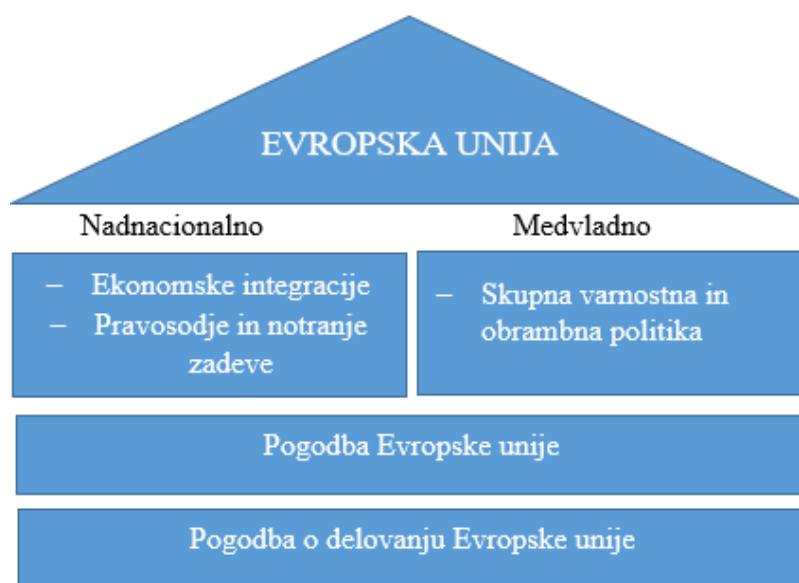 EVROPSKA UNIJA
Nadnacionalno
Medvladno
– Ekonomske integracije
– Pravosodje in notranje
zadeve
– Skupna varnostna in
obrambna politika
Pogodba Evropske unije
Pogodba o delovanju Evropske unije